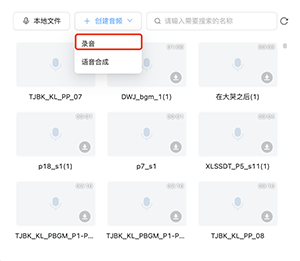 本地文件
+ 创建音频
请输入需要搜索的名称
录音
语音合成
TJBK_KL_PP_07
DWJ_bgm_1(1)
在大哭之后(1)
p18_s1(1)
p7_s1
XLSSDT_P5_s11(1)
TJBK_KL_PBGM_P1-P...
TJBK_KL_PBGM_P1-P...
TJBK_KL_PP_08